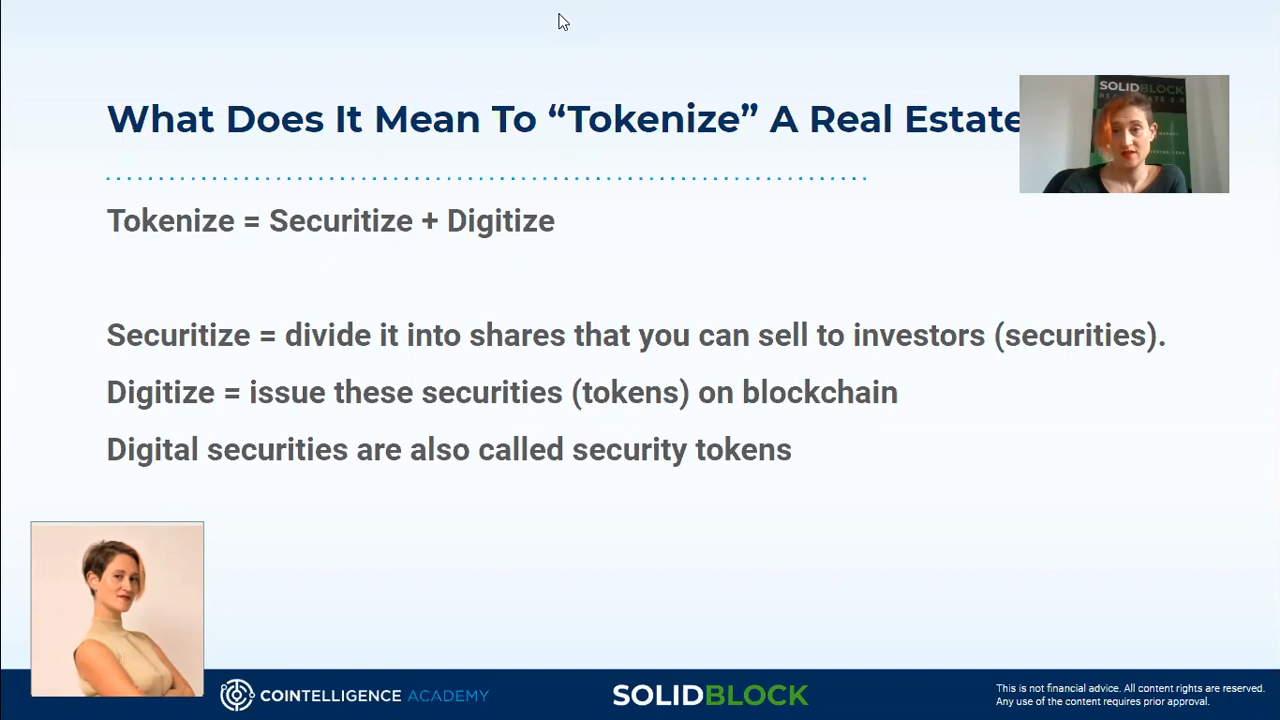 What Does It Mean To “Tokenize” A Real Estate
SOLIDBLOCK
Tokenize = Securitize + Digitize
Securitize = divide it into shares that you can sell to investors (securities).
Digitize = issue these securities (tokens) on blockchain
Digital securities are also called security tokens
COINTELLIGENCE ACADEMY
SOLIDBLOCK
This is not financial advice. All content rights are reserved.
Any use of the content requires prior approval.